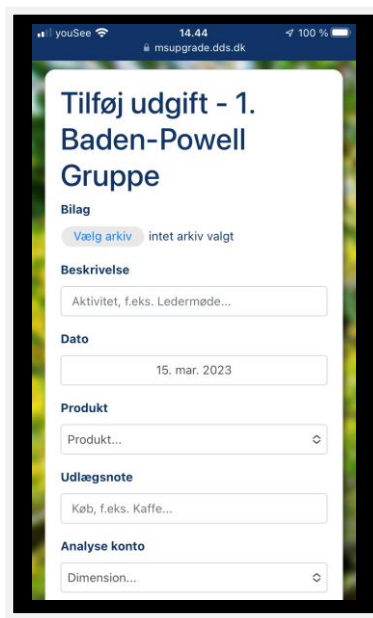 youSee 14.44 100 %
msupgrade.dds.dk
Tilføj udgift - 1.
Baden-Powell
Gruppe
Bilag
Vælg arkiv intet arkiv valgt
Beskrivelse
Aktivitet, f.eks. Ledermøde...
Dato
15. mar. 2023
Produkt
Produkt...
Udlægsnote
Køb, f.eks. Kaffe...
Analyse konto
Dimension...